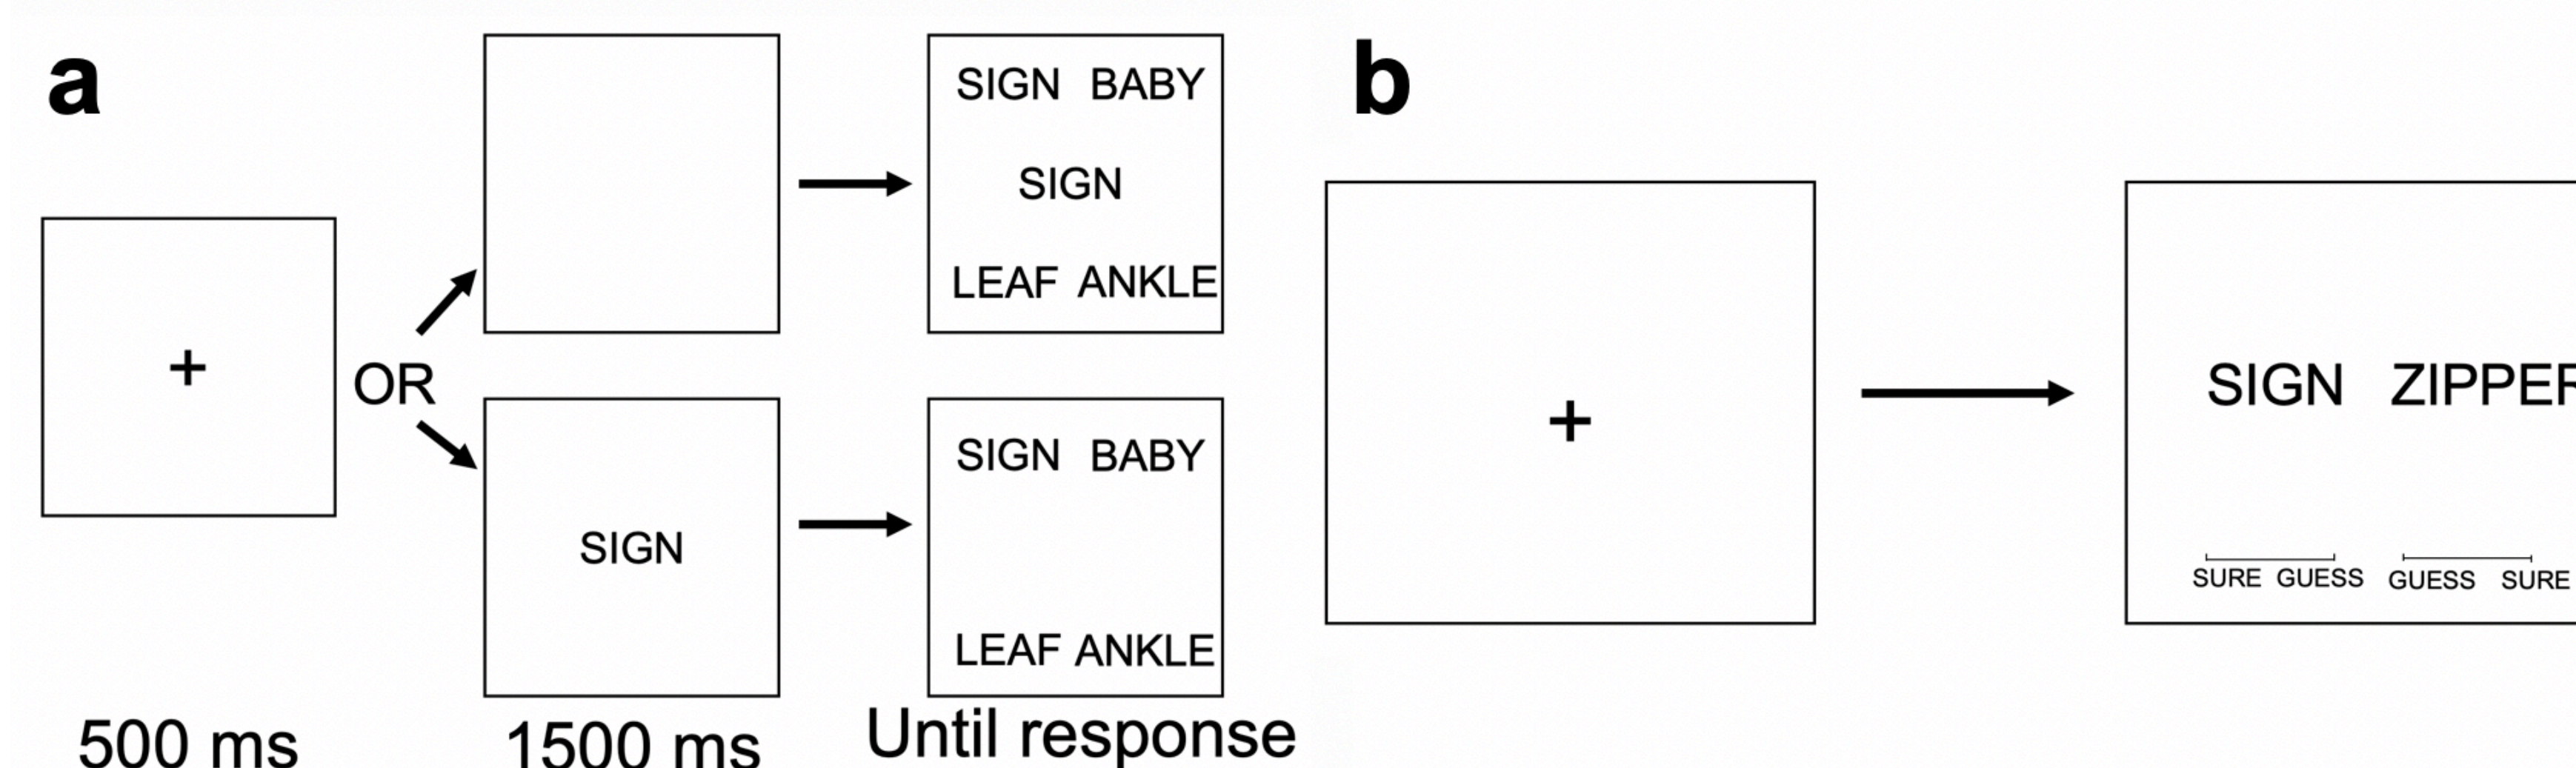 a
SIGN BABY
SIGN
LEAF ANKLE
+
OR
SIGN
SIGN BABY
LEAF ANKLE
500 ms
1500 ms
Until response
b
+
SIGN ZIPPER
SURE GUESS GUESS SURE